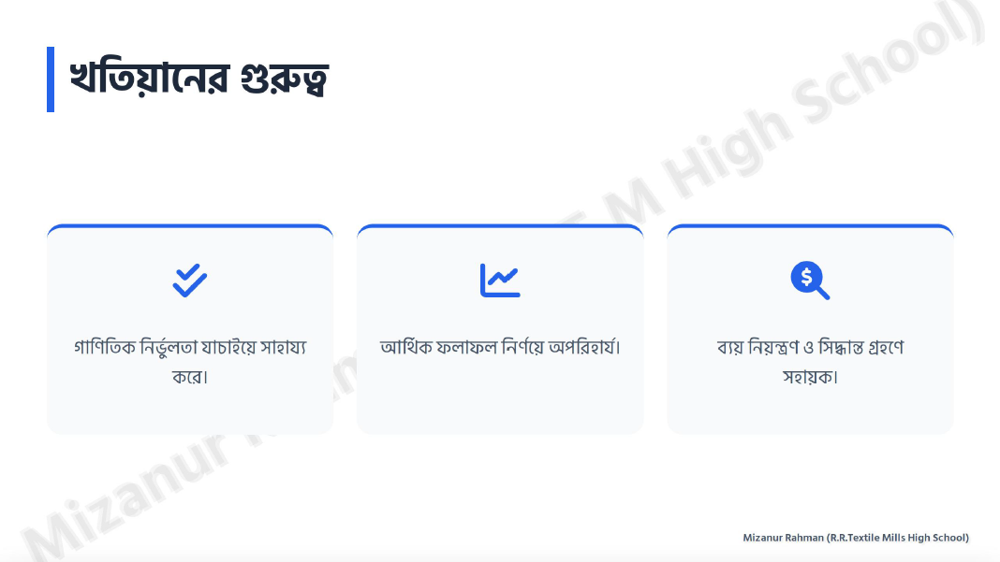 খতিয়ানের গুরুত্ব
গাণিতিক নির্ভুলতা যাচাইয়ে সাহায্য
করে।
আর্থিক ফলাফল নির্ণয়ে অপরিহার্য।
ব্যয় নিয়ন্ত্রণ ও সিদ্ধান্ত গ্রহণে
সহায়ক।
Mizanur Rahman (R.R.Textile Mills High School)